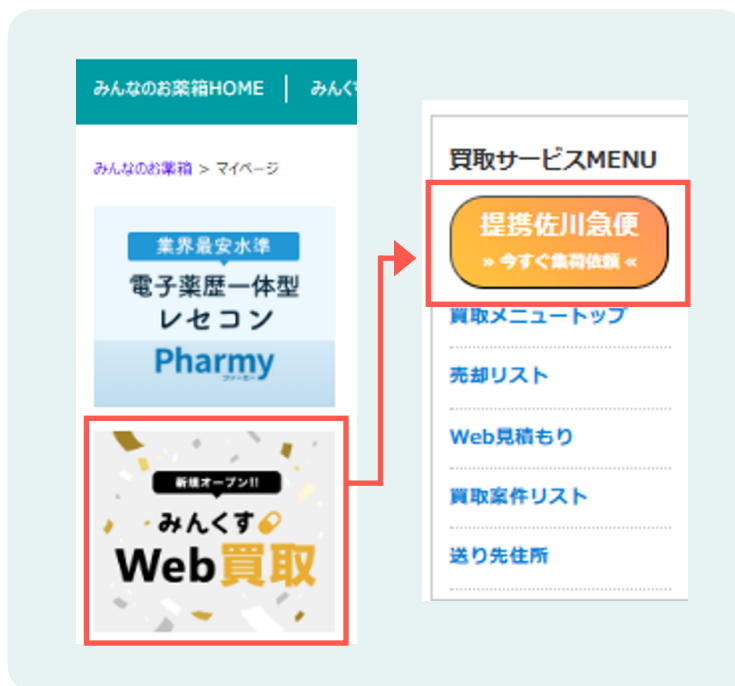 みんなのお薬箱HOME | みんく
みんなのお薬箱 > マイページ
業界最安水準
電子薬歴一体型
レセコン
Pharmy
ファーミー
新規オープン!!
みんくす
Web買取
買取サービスMENU
提携佐川急便
» 今すぐ集荷依頼 «
買取メニュートップ
売却リスト
Web見積もり
買取案件リスト
送り先住所